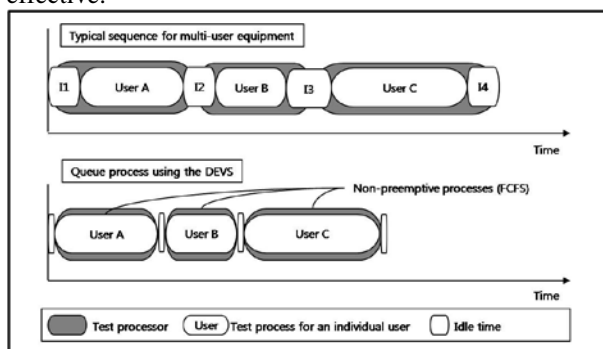 effective.
Typical sequence for multi-user equipment
I1 User A I2 User B I3 User C I4
Time
Queue process using the DEVS
Non-preemptive processes (FCFS)
User A User B User C
Time
Test processor User Test process for an individual user Idle time